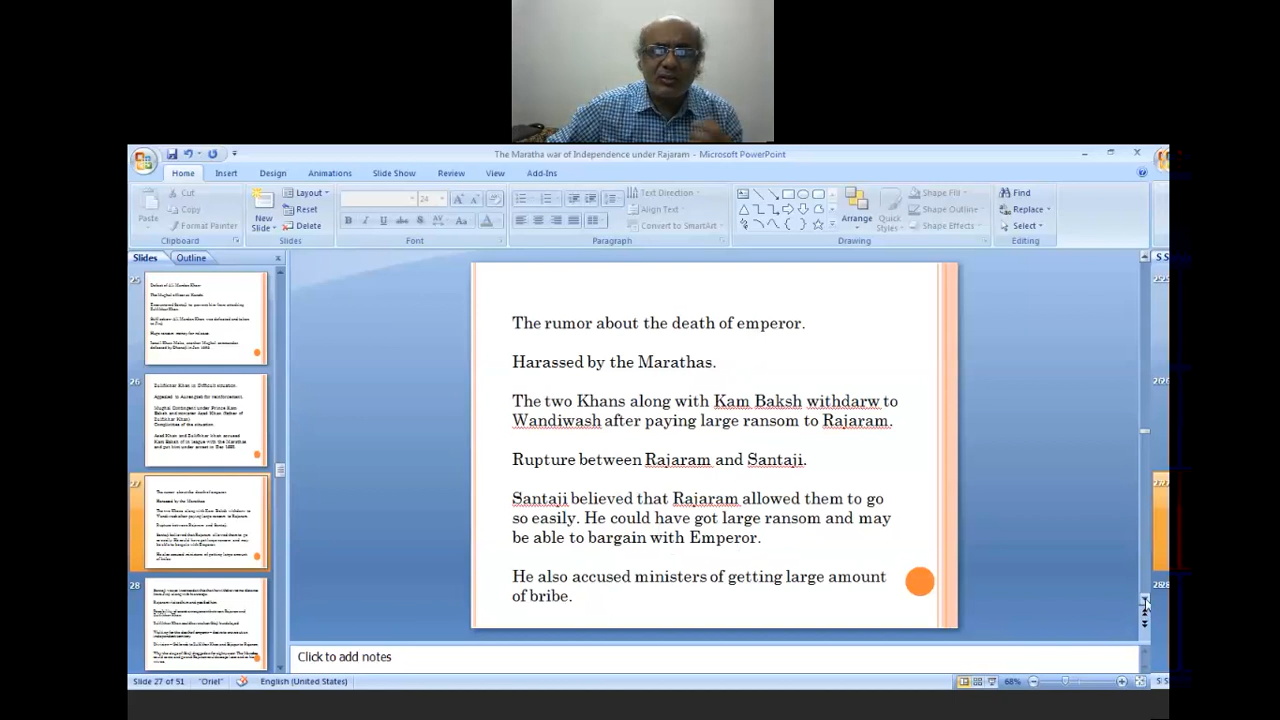 The Maratha war of Independence under Rajaram - Microsoft PowerPoint
Home Insert Design Animations Slide Show Review View Add-Ins
Cut
Copy
Format Painter
Paste
Clipboard
New
Slide
Layout
Reset
Delete
Slides
24
Font
Text Direction
Align Text
Convert to SmartArt
Paragraph
Arrange
Quick
Styles
Shape Fill
Shape Outline
Shape Effects
Drawing
Find
Replace
Select
Editing
Slides Outline
25
26
27
28
The rumor about the death of emperor.
Harassed by the Marathas.
The two Khans along with Kam Baksh withdarw to
Wandiwash after paying large ransom to Rajaram.
Rupture between Rajaram and Santaji.
Santaji believed that Rajaram allowed them to go
so easily. He could have got large ransom and may
be able to bargain with Emperor.
He also accused ministers of getting large amount
of bribe.
Click to add notes
Slide 27 of 51 "Oriel" English (United States) 68%